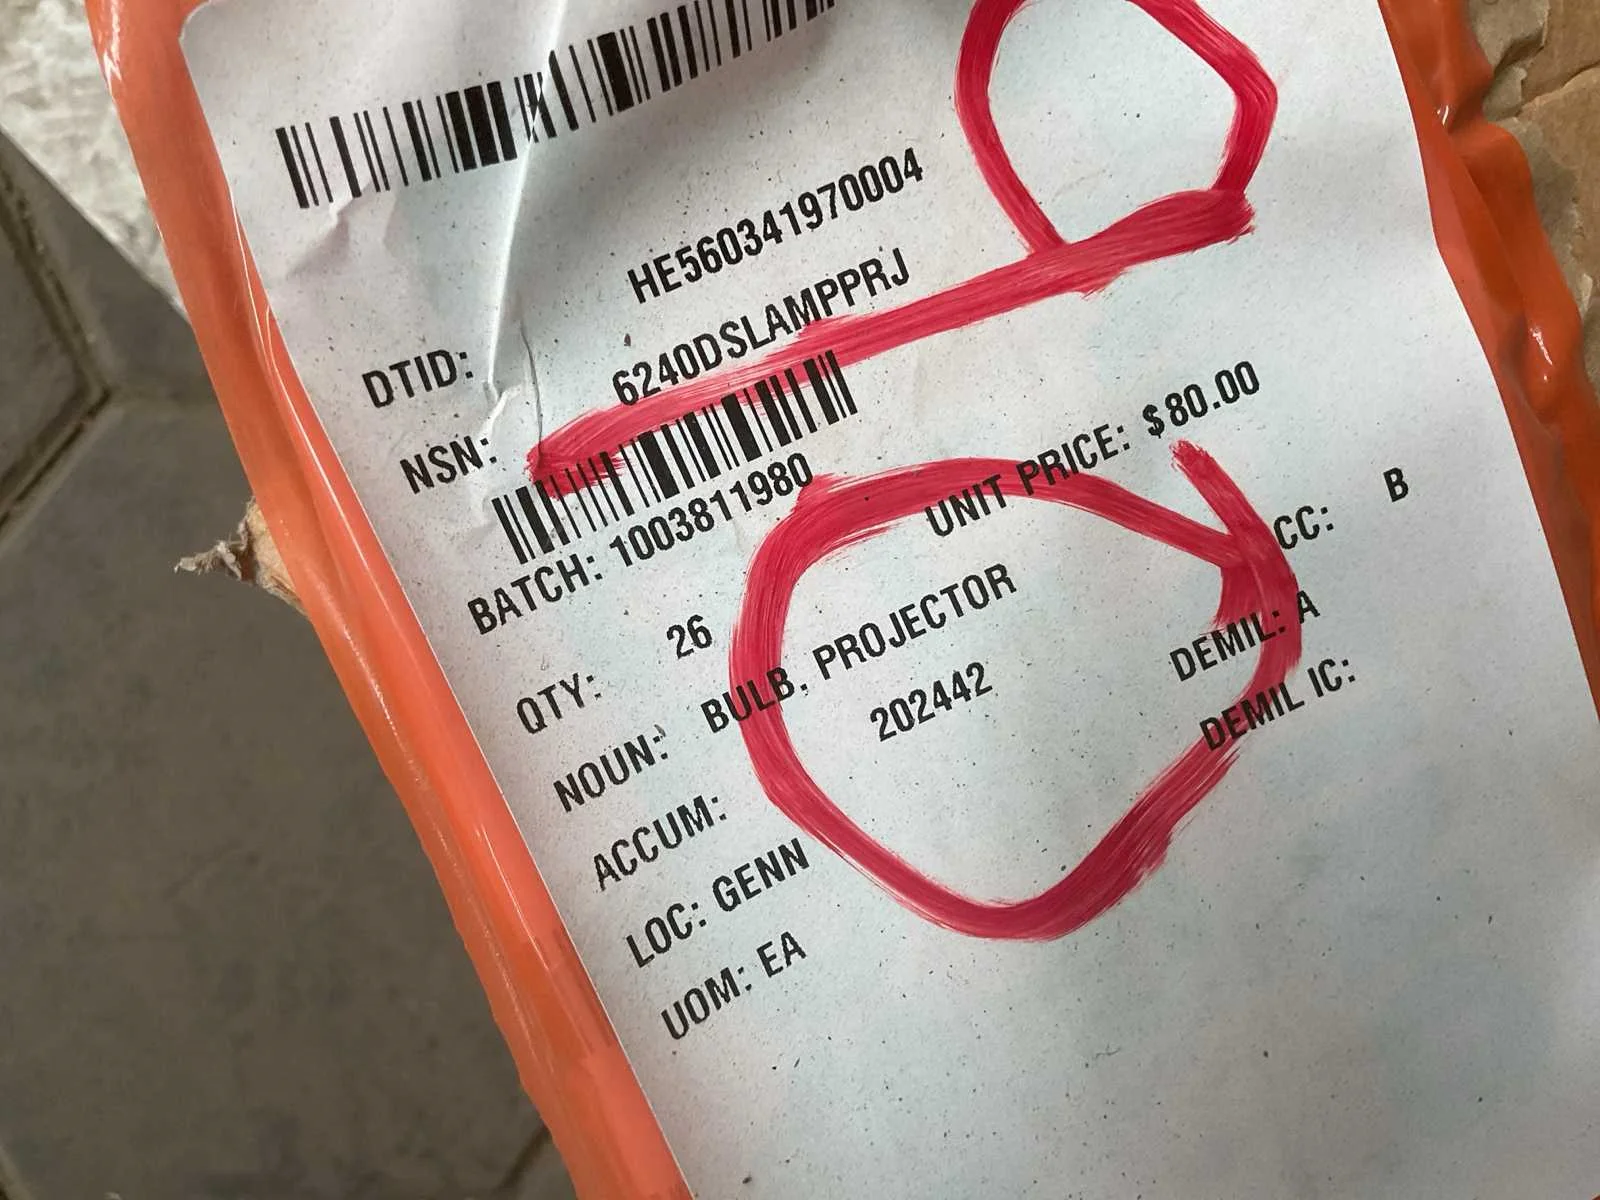 DTID: HE560341970004
NSN: 6240DSLAMPPRJ
BATCH: 1003811980
UNIT PRICE: $80.00
QTY: 26 CC: B
NOUN: BULB, PROJECTOR DEMIL: A
ACCUM: 202442 DEMIL IC:
LOC: GENN
UOM: EA